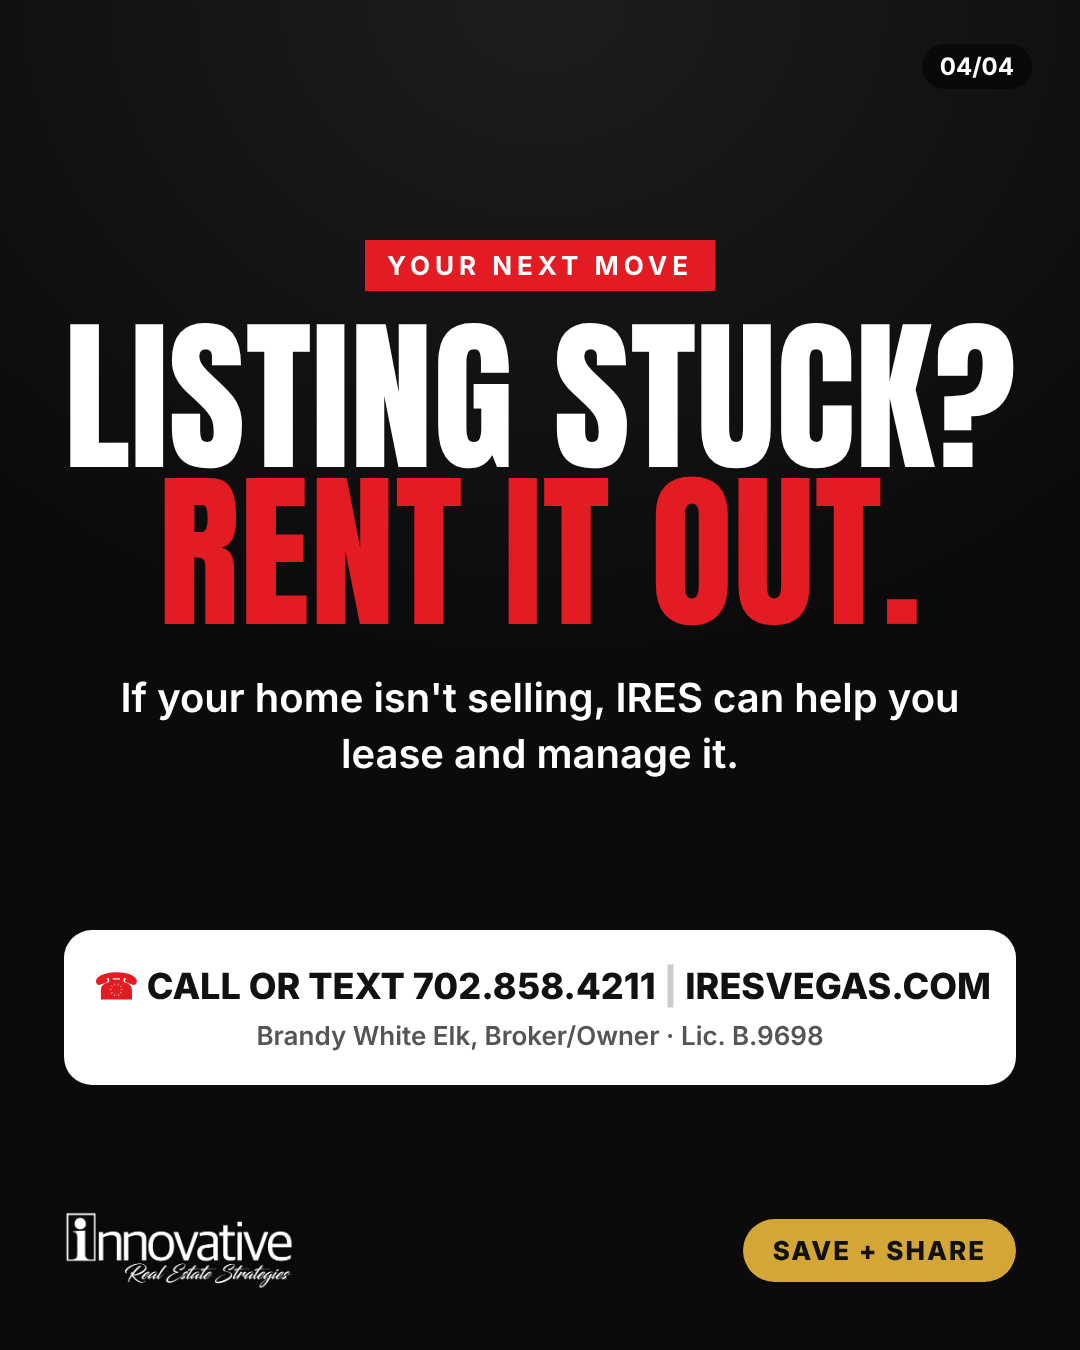 04/04
YOUR NEXT MOVE
LISTING STUCK?
RENT IT OUT.
If your home isn't selling, IRES can help you
lease and manage it.
☎ CALL OR TEXT 702.858.4211 | IRESVEGAS.COM
Brandy White Elk, Broker/Owner · Lic. B.9698
innovative
Real Estate Strategies
SAVE + SHARE